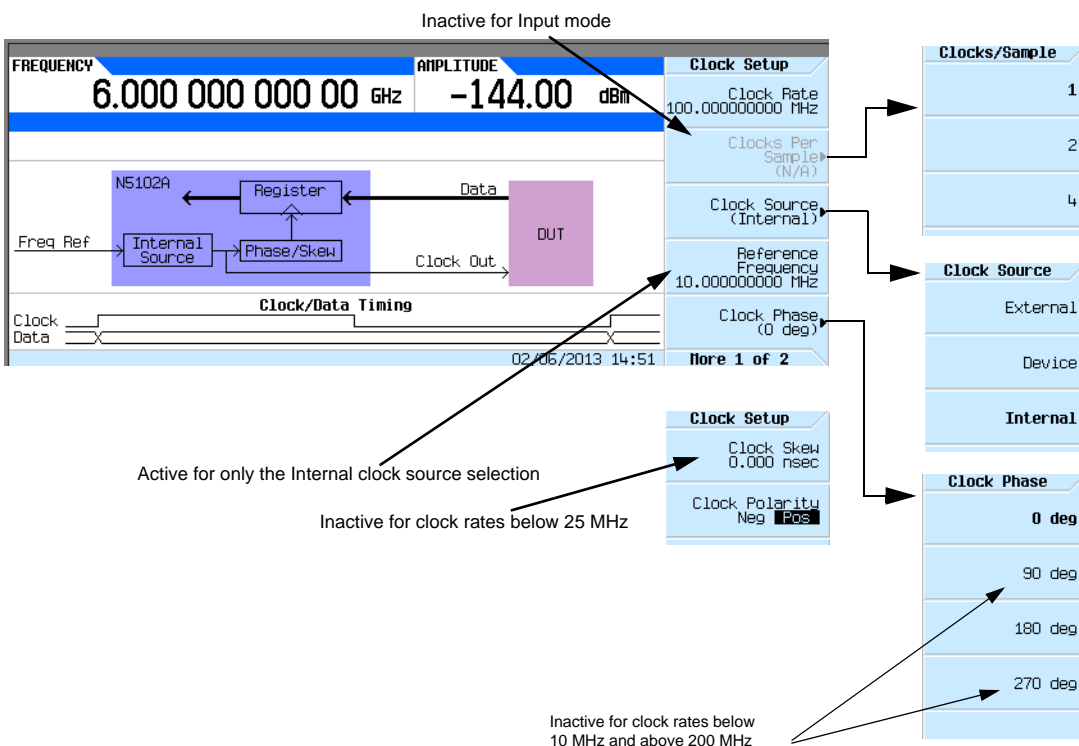 Inactive for Input mode
FREQUENCY
6.000 000 000 00 GHz
AMPLITUDE
-144.00 dBm
Clock Setup
Clock Rate
100.000000000 MHz
Clocks Per
Sample
(N/A)
Clock Source
(Internal)
Reference
Frequency
10.000000000 MHz
Clock Phase
(0 deg)
More 1 of 2
N5102A
Register
Data
DUT
Freq Ref
Internal
Source
Phase/Skew
Clock Out
Clock/Data Timing
Clock
Data
02/06/2013 14:51
Clocks/Sample
1
2
4
Clock Source
External
Device
Internal
Clock Setup
Clock Skew
0.000 nsec
Clock Polarity
Neg Pos
Active for only the Internal clock source selection
Inactive for clock rates below 25 MHz
Clock Phase
0 deg
90 deg
180 deg
270 deg
Inactive for clock rates below
10 MHz and above 200 MHz